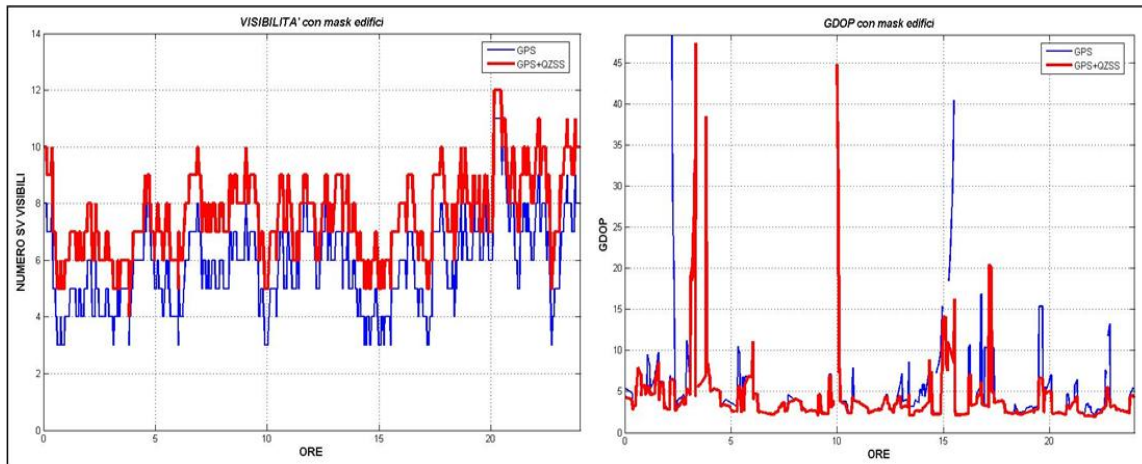 VISIBILITA' con mask edifici
14
12
10
8
6
4
2
0
NUMERO SV VISIBILI
GPS
GPS+QZSS
0
5
10
15
20
ORE
GDOP con mask edifici
45
40
35
30
25
20
15
10
5
0
GDOP
GPS
GPS+QZSS
0
5
10
15
20
ORE